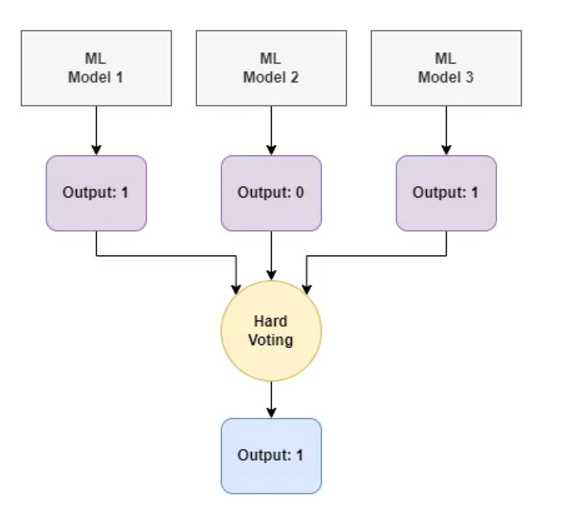 ML
Model 1
ML
Model 2
ML
Model 3
Output: 1
Output: 0
Output: 1
Hard
Voting
Output: 1